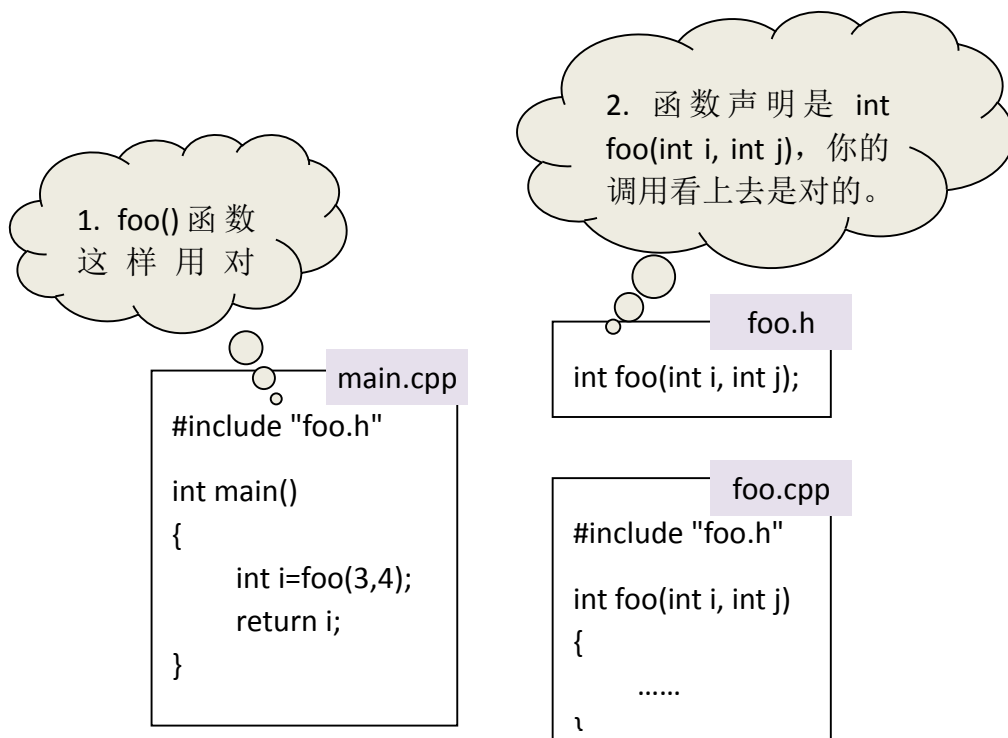 1. foo()函数
这样用对
main.cpp
#include "foo.h"
int main()
{
int i=foo(3,4);
return i;
}
2. 函数声明是 int
foo(int i, int j)，你的
调用看上去是对的。
foo.h
int foo(int i, int j);
foo.cpp
#include "foo.h"
int foo(int i, int j)
{
……
}